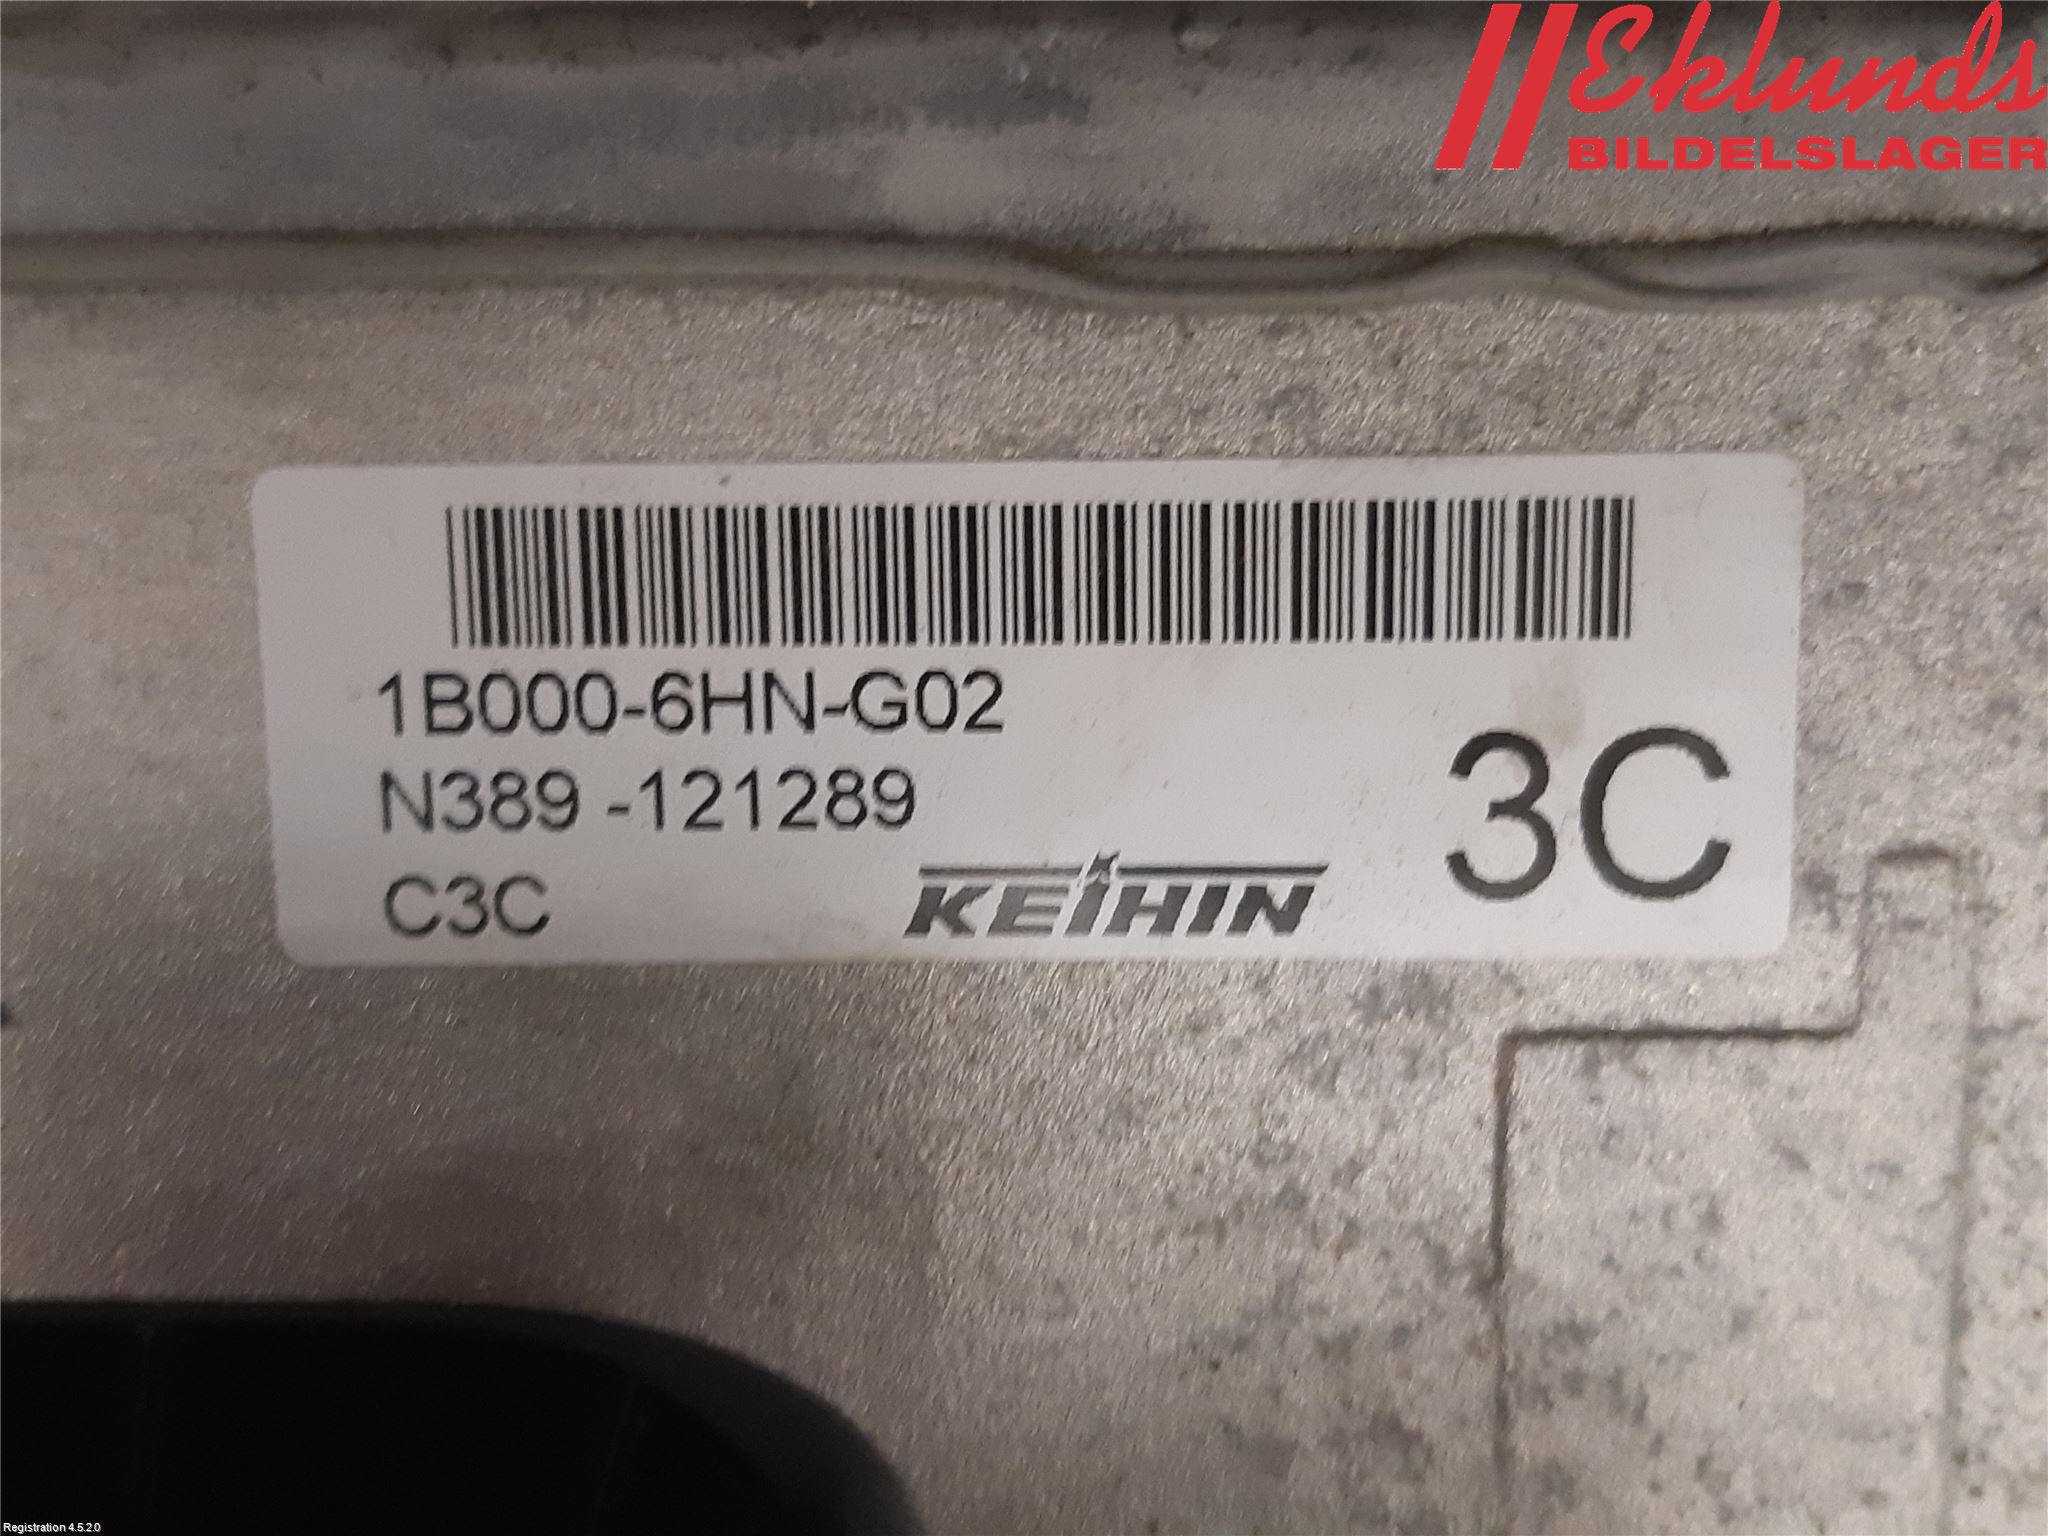 Eklunds
BILDELSLAGER
1B000-6HN-G02
N389 -121289
C3C
KEIHIN
3C
Registration 4.5.2.0